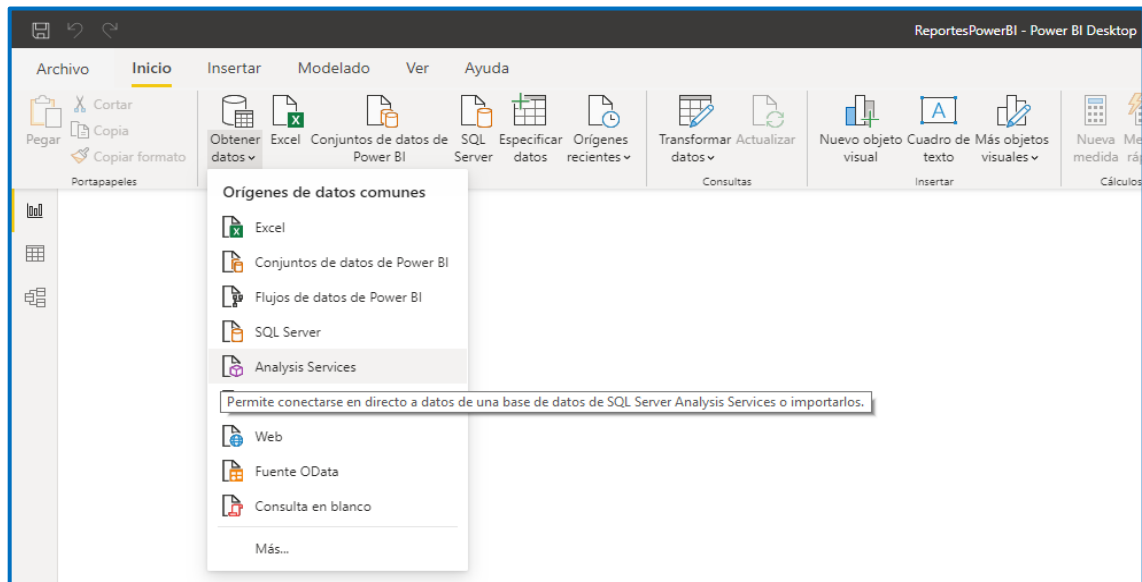 ReportesPowerBI - Power BI Desktop
Archivo Inicio Insertar Modelado Ver Ayuda
Pegar
Cortar
Copia
Copiar formato
Portapapeles
Obtener
datos
Excel
Conjuntos de datos de
Power BI
SQL
Server
Especificar
datos
Orígenes
recientes
Transformar
datos
Actualizar
Consultas
Nuevo objeto
visual
Cuadro de
texto
Más objetos
visuales
Insertar
Nueva
medida
Me
ráp
Cálculos
Orígenes de datos comunes
Excel
Conjuntos de datos de Power BI
Flujos de datos de Power BI
SQL Server
Analysis Services
Permite conectarse en directo a datos de una base de datos de SQL Server Analysis Services o importarlos.
Web
Fuente OData
Consulta en blanco
Más...